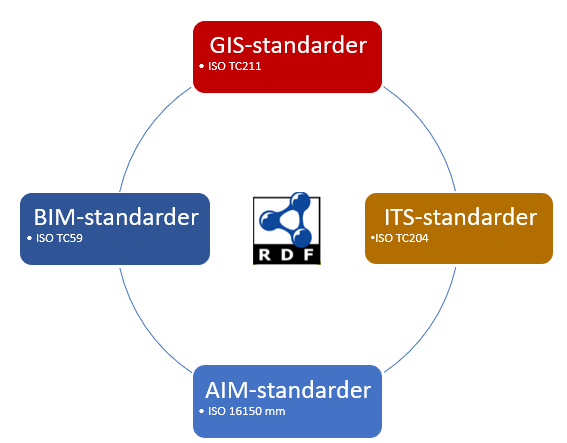 GIS-standarder
• ISO TC211
BIM-standarder
• ISO TC59
RDF
ITS-standarder
•ISO TC204
AIM-standarder
• ISO 16150 mm